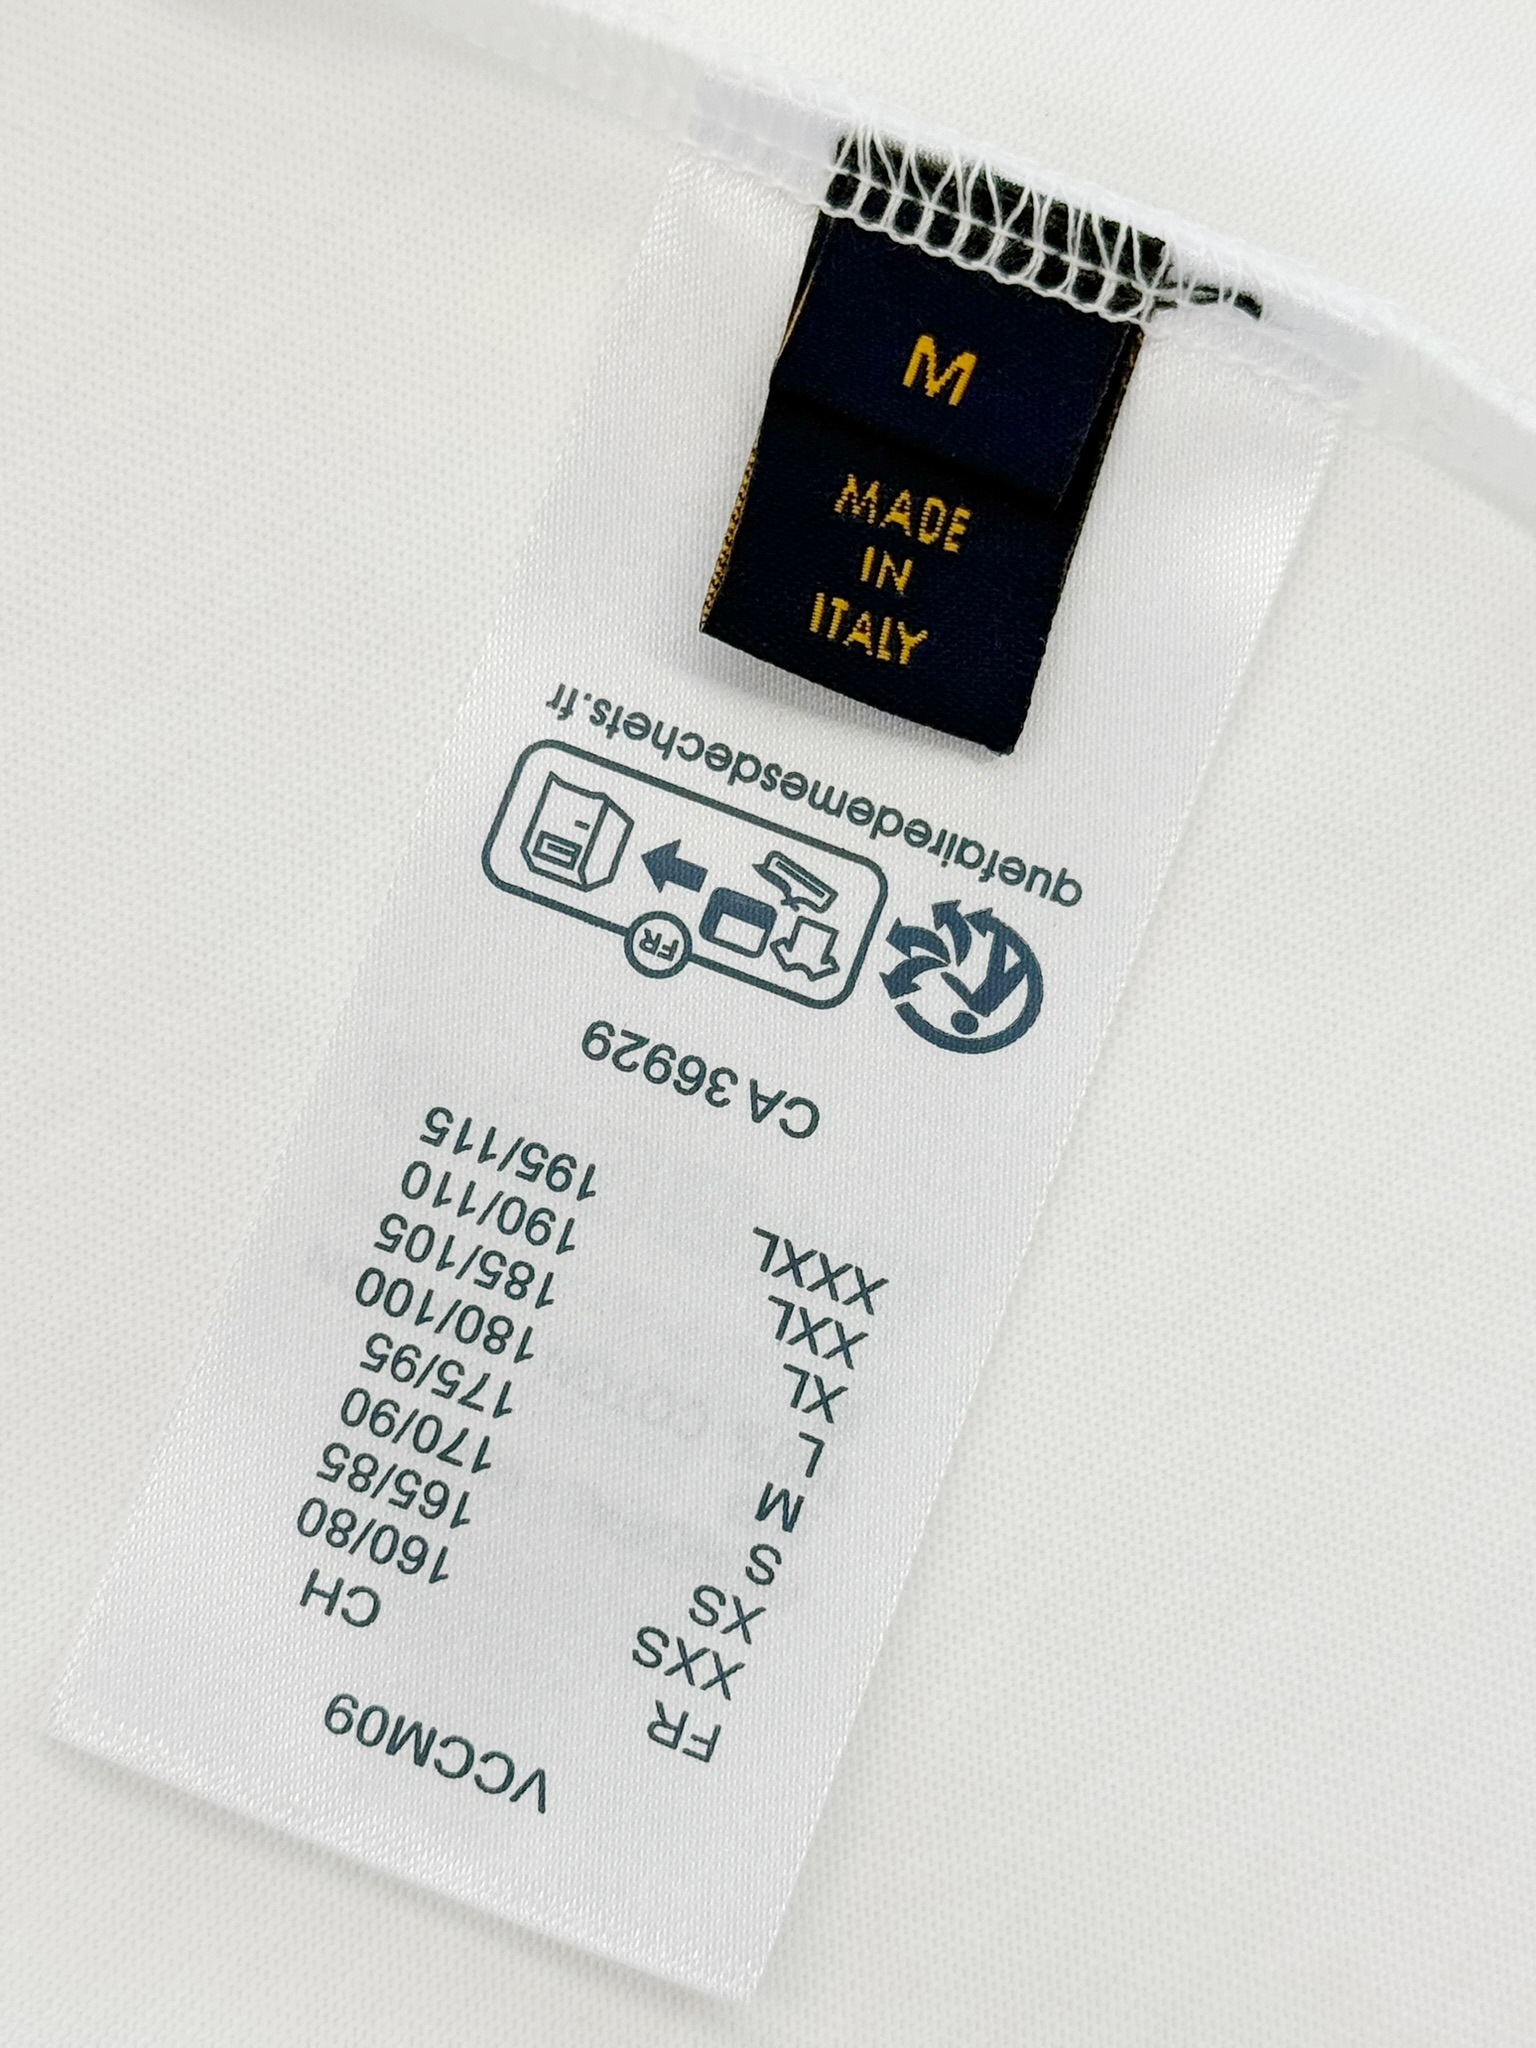 M
MADE
IN
ITALY
VCCCM09
FR CH
XXS 160/80
XS 165/85
S 170/90
M 175/95
L 180/100
XL 185/105
XXL 190/110
XXXL 195/115
CA 36929
FR
quefairedemesdechets.fr